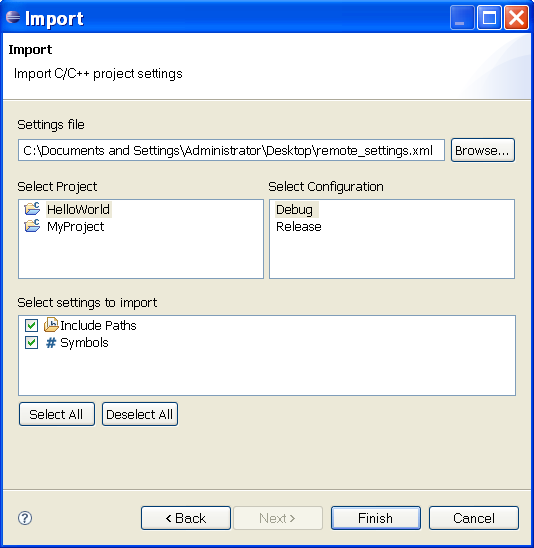 Import
Import
Import C/C++ project settings
Settings file
C:\Documents and Settings\Administrator\Desktop\remote_settings.xml
Browse...
Select Project
Select Configuration
HelloWorld
MyProject
Debug
Release
Select settings to import
Include Paths
# Symbols
Select All
Deselect All
?
< Back
Next >
Finish
Cancel